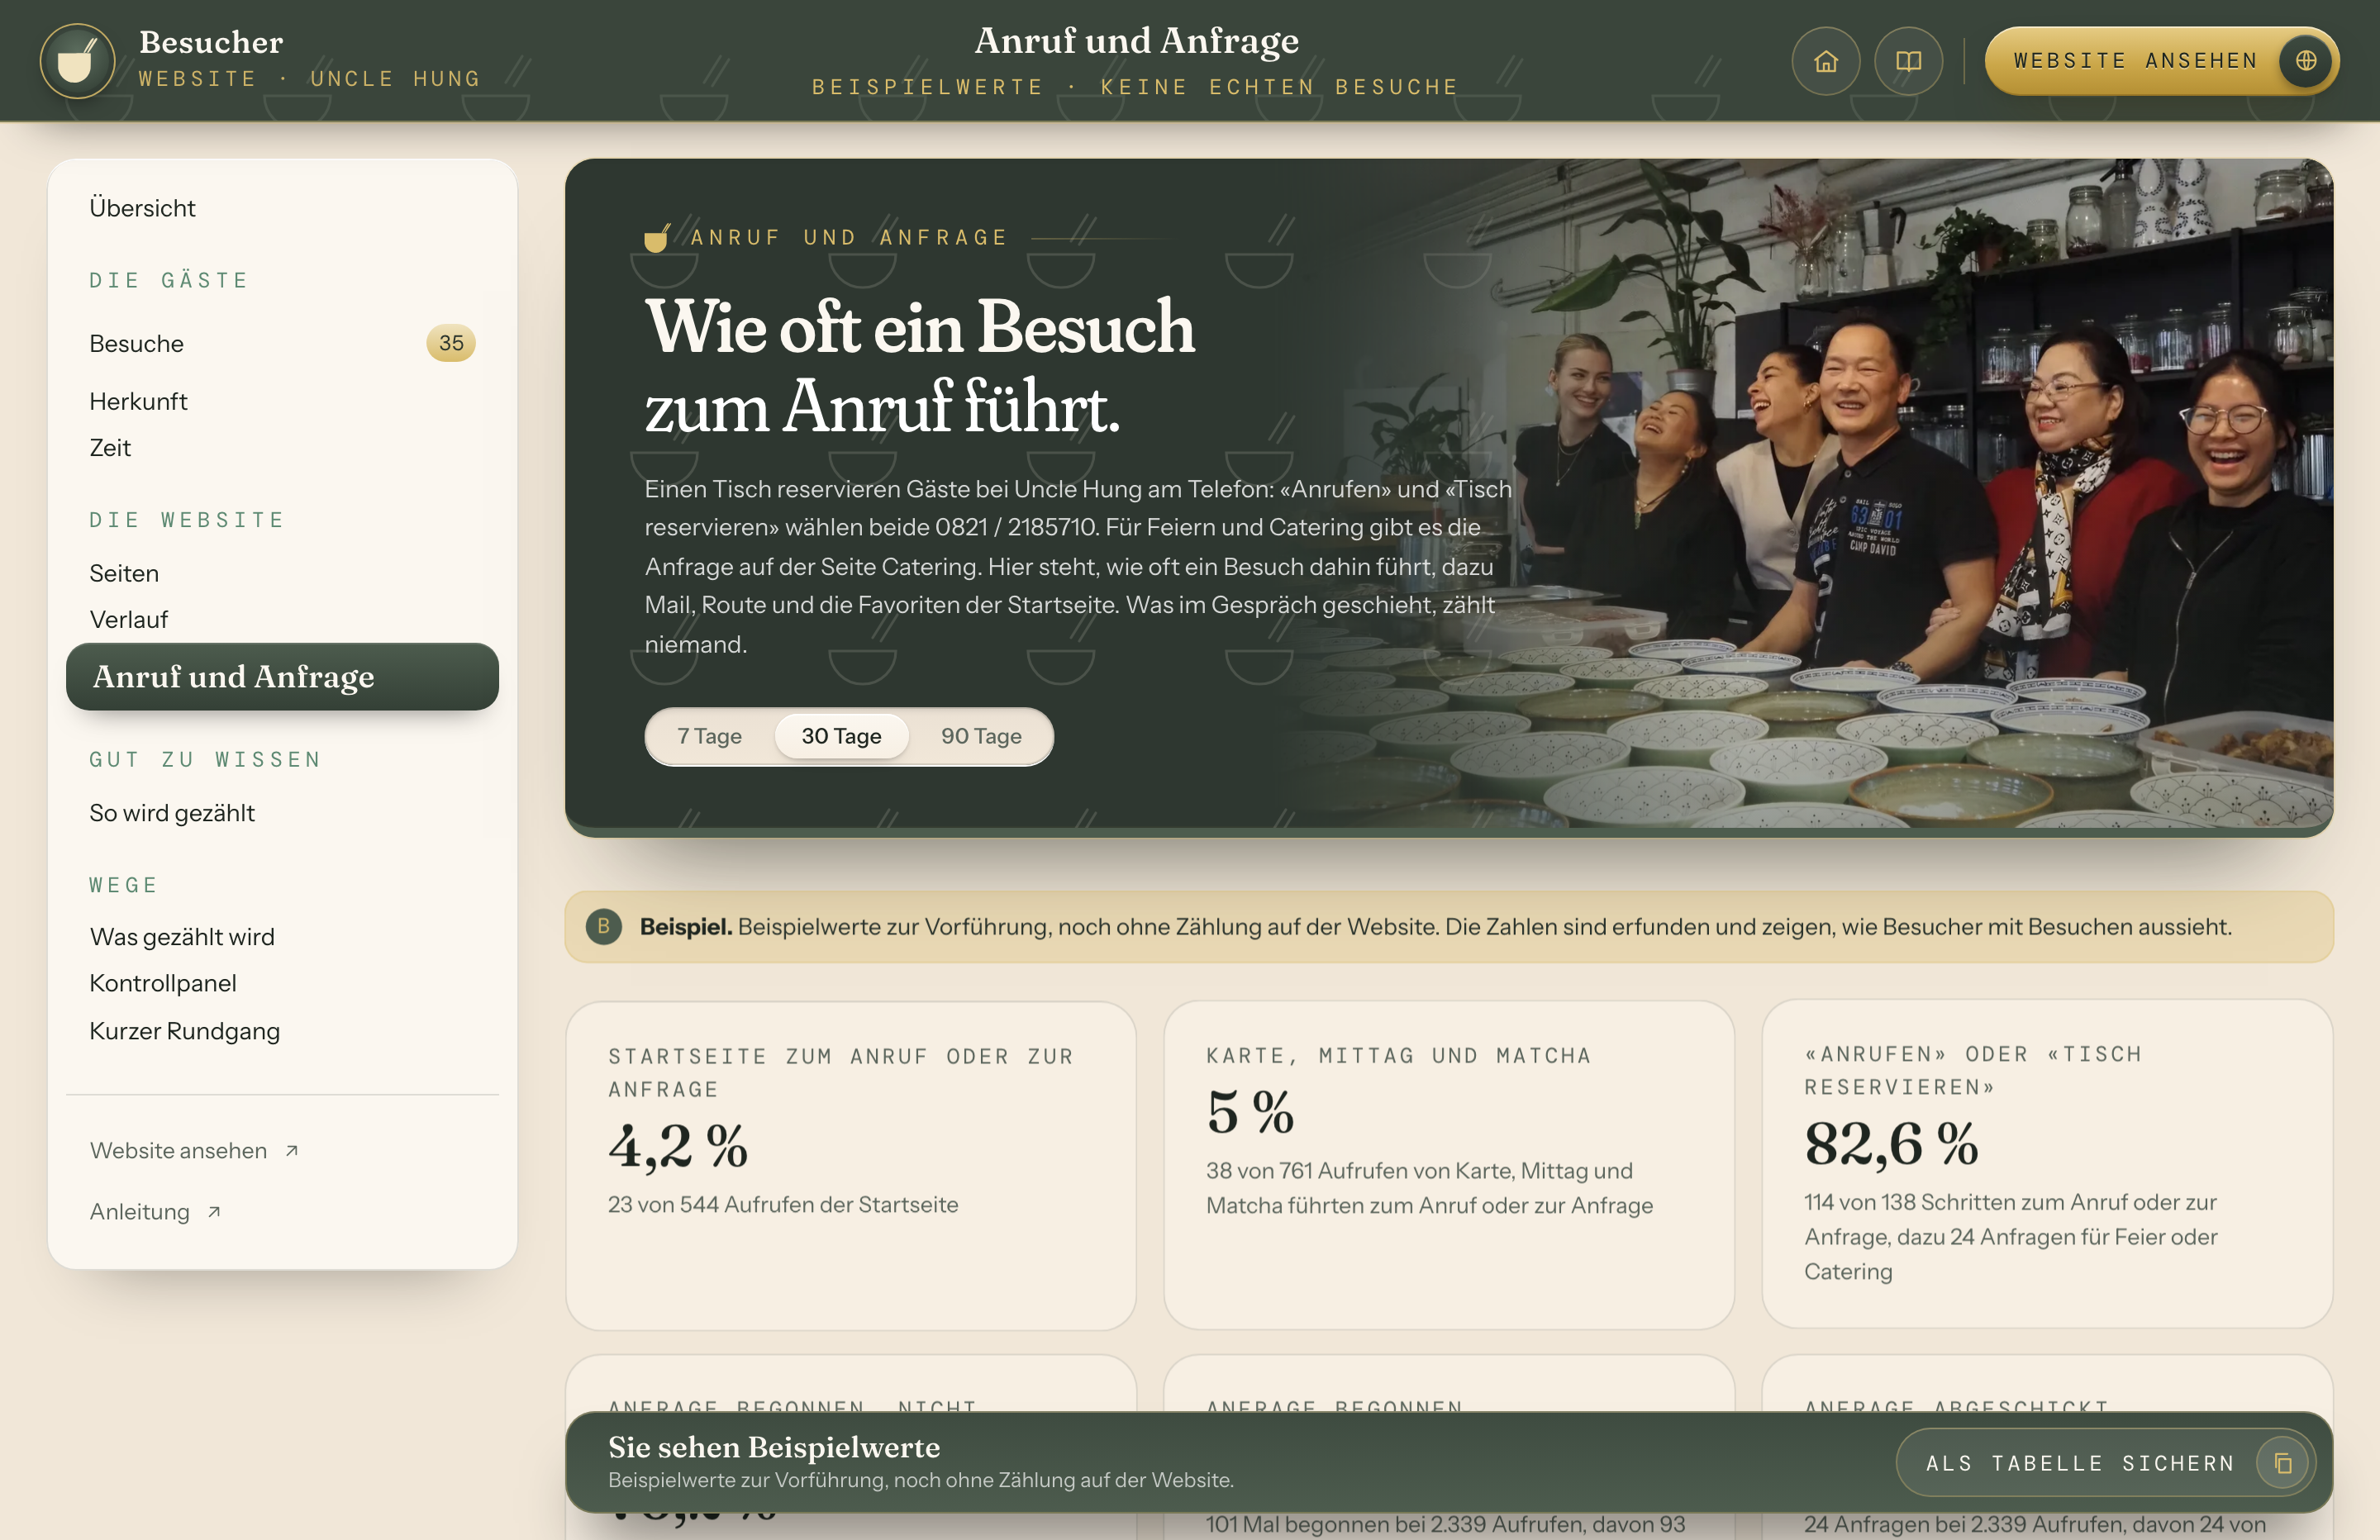 Besucher
WEBSITE · UNCLE HUNG
Anruf und Anfrage
BEISPIELWERTE · KEINE ECHTEN BESUCHE
WEBSITE ANSEHEN
Übersicht
DIE GÄSTE
Besuche 35
Herkunft
Zeit
DIE WEBSITE
Seiten
Verlauf
Anruf und Anfrage
GUT ZU WISSEN
So wird gezählt
WEGE
Was gezählt wird
Kontrollpanel
Kurzer Rundgang
Website ansehen
Anleitung
ANRUF UND ANFRAGE
Wie oft ein Besuch
zum Anruf führt.
Einen Tisch reservieren Gäste bei Uncle Hung am Telefon: «Anrufen» und «Tisch
reservieren» wählen beide 0821 / 2185710. Für Feiern und Catering gibt es die
Anfrage auf der Seite Catering. Hier steht, wie oft ein Besuch dahin führt, dazu
Mail, Route und die Favoriten der Startseite. Was im Gespräch geschieht, zählt
niemand.
7 Tage 30 Tage 90 Tage
63 01
CAMP DAVID
B Beispiel. Beispielwerte zur Vorführung, noch ohne Zählung auf der Website. Die Zahlen sind erfunden und zeigen, wie Besucher mit Besuchen aussieht.
STARTSEITE ZUM ANRUF ODER ZUR
ANFRAGE
4,2 %
23 von 544 Aufrufen der Startseite
KARTE, MITTAG UND MATCHA
5 %
38 von 761 Aufrufen von Karte, Mittag und
Matcha führten zum Anruf oder zur Anfrage
«ANRUFEN» ODER «TISCH
RESERVIEREN»
82,6 %
114 von 138 Schritten zum Anruf oder zur
Anfrage, dazu 24 Anfragen für Feier oder
Catering
ANFRAGE BEGONNEN, NICHT
ANFRAGE BEGONNEN
ANFRAGE ABGESCHICKT
Sie sehen Beispielwerte
Beispielwerte zur Vorführung, noch ohne Zählung auf der Website.
ALS TABELLE SICHERN
101 Mal begonnen bei 2.339 Aufrufen, davon 93
24 Anfragen bei 2.339 Aufrufen, davon 24 von